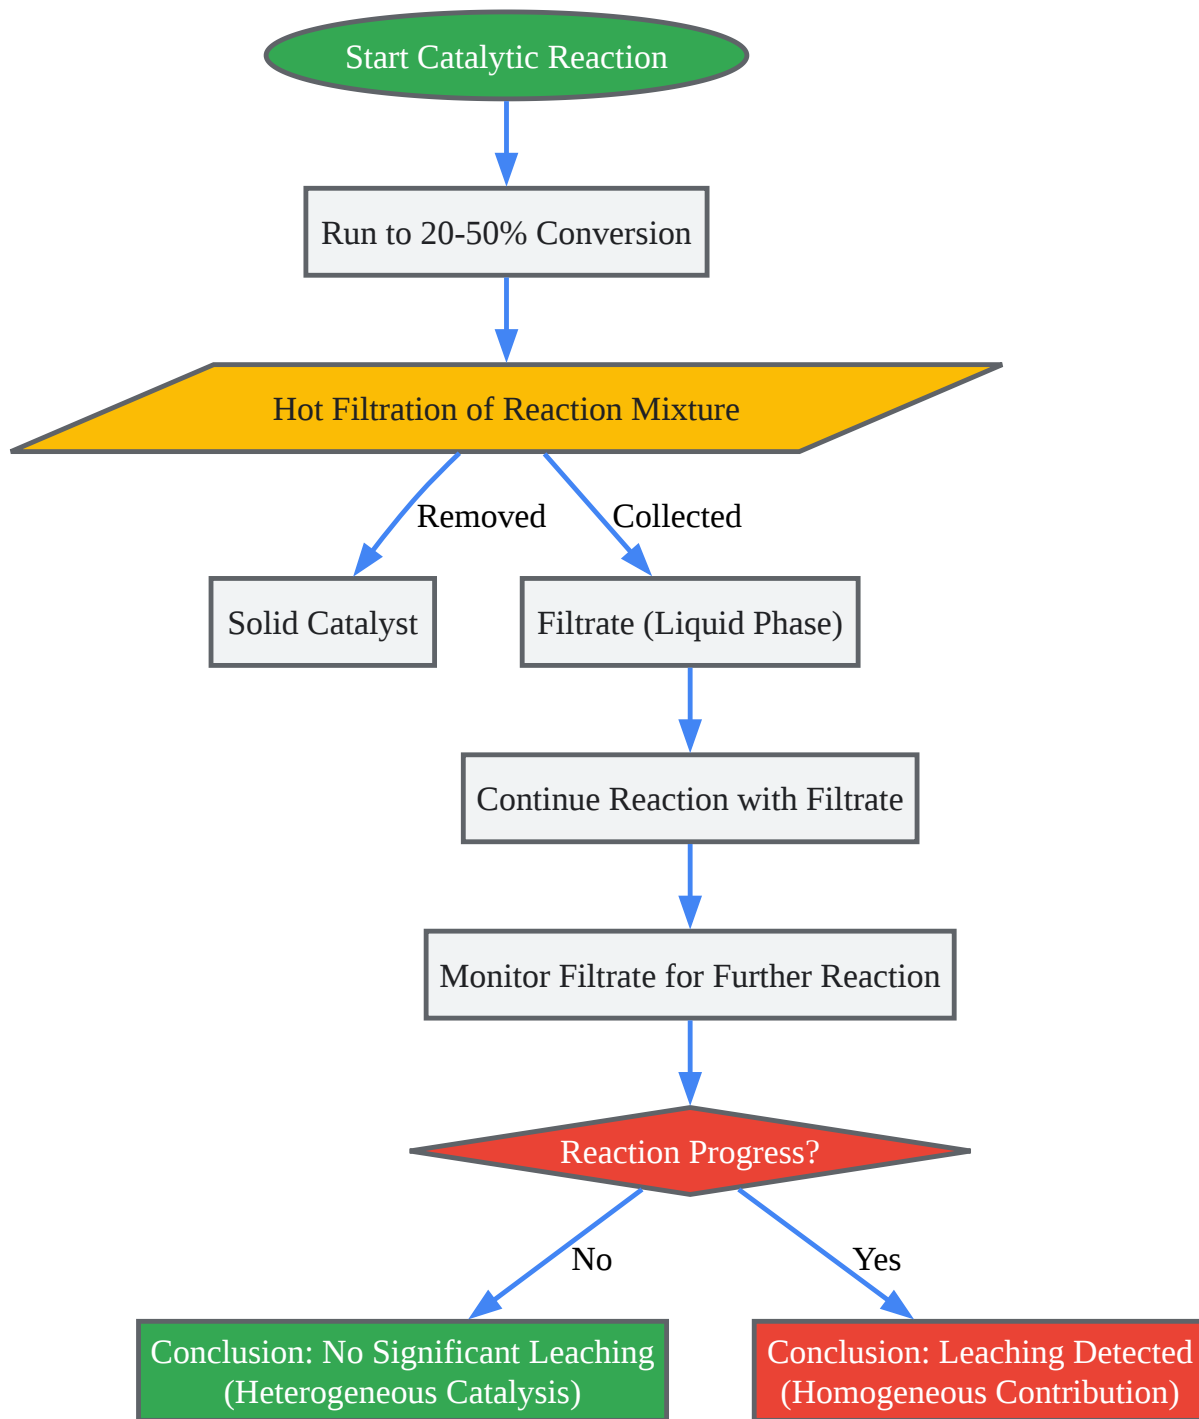 Start Catalytic Reaction
Run to 20-50% Conversion
Hot Filtration of Reaction Mixture
Removed
Collected
Solid Catalyst
Filtrate (Liquid Phase)
Continue Reaction with Filtrate
Monitor Filtrate for Further Reaction
Reaction Progress?
No
Yes
Conclusion: No Significant Leaching
(Heterogeneous Catalysis)
Conclusion: Leaching Detected
(Homogeneous Contribution)